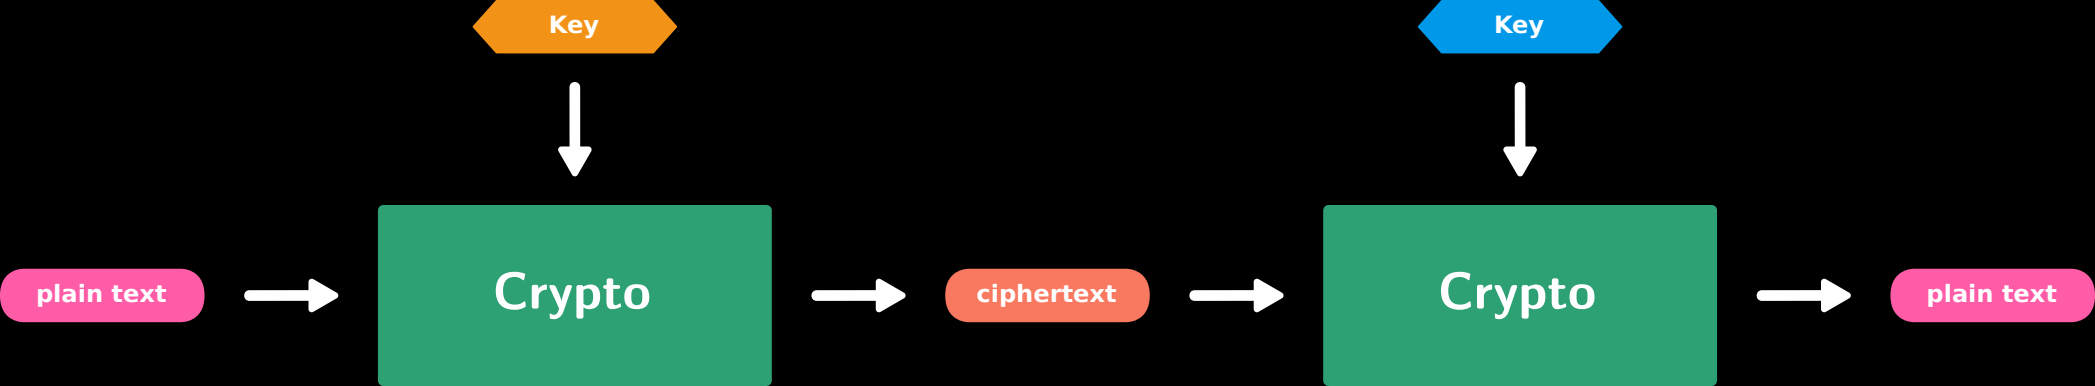 Key
Key
plain text
Crypto
ciphertext
Crypto
plain text